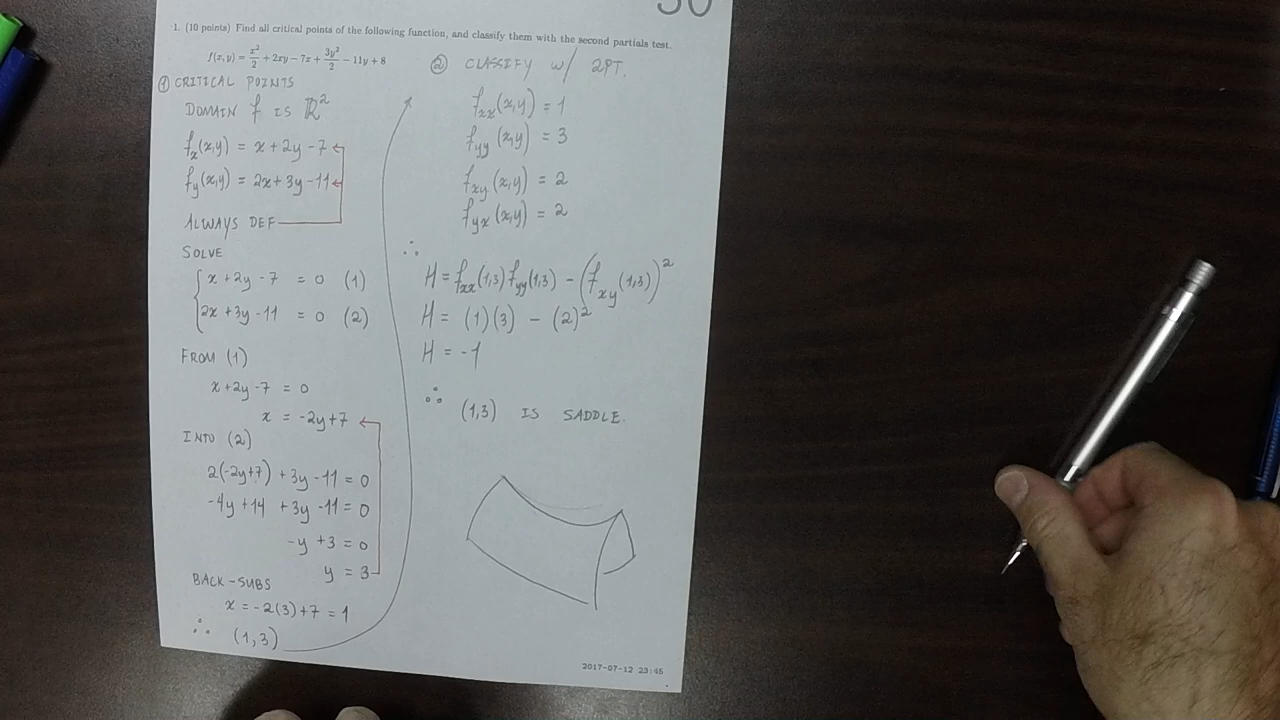 50
1. (10 points) Find all critical points of the following function, and classify them with the second partials test.
f(x, y) = x²/2 + 2xy − 7x + 3y²/2 − 11y + 8
① CRITICAL POINTS
DOMAIN f IS ℝ²
fx(x,y) = x + 2y - 7
fy(x,y) = 2x + 3y - 11
ALWAYS DEF
SOLVE
x + 2y - 7 = 0 (1)
2x + 3y - 11 = 0 (2)
FROM (1)
x + 2y - 7 = 0
x = -2y + 7
INTO (2)
2(-2y+7) + 3y - 11 = 0
-4y + 14 + 3y - 11 = 0
-y + 3 = 0
y = 3
BACK-SUBS
x = -2(3) + 7 = 1
∴ (1,3)
② CLASSIFY W/ 2PT.
fxx(x,y) = 1
fyy(x,y) = 3
fxy(x,y) = 2
fyx(x,y) = 2
∴
H = fxx(1,3) fyy(1,3) - (fxy(1,3))²
H = (1)(3) - (2)²
H = -1
∴
(1,3) IS SADDLE.
2017-07-12 23:45